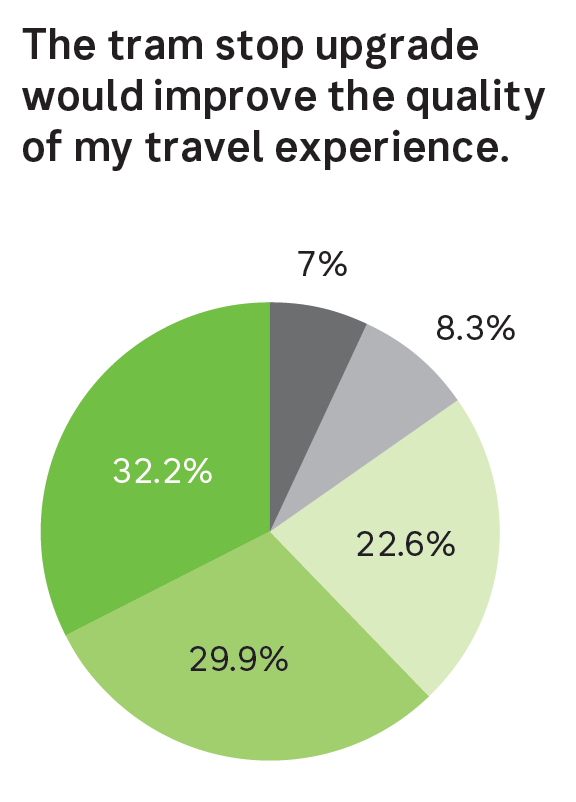 The tram stop upgrade
would improve the quality
of my travel experience.
7%
8.3%
32.2%
22.6%
29.9%